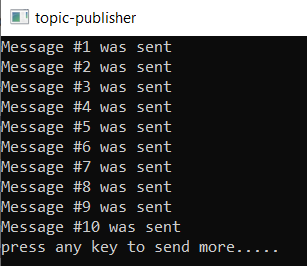 topic-publisher
Message #1 was sent
Message #2 was sent
Message #3 was sent
Message #4 was sent
Message #5 was sent
Message #6 was sent
Message #7 was sent
Message #8 was sent
Message #9 was sent
Message #10 was sent
press any key to send more.....